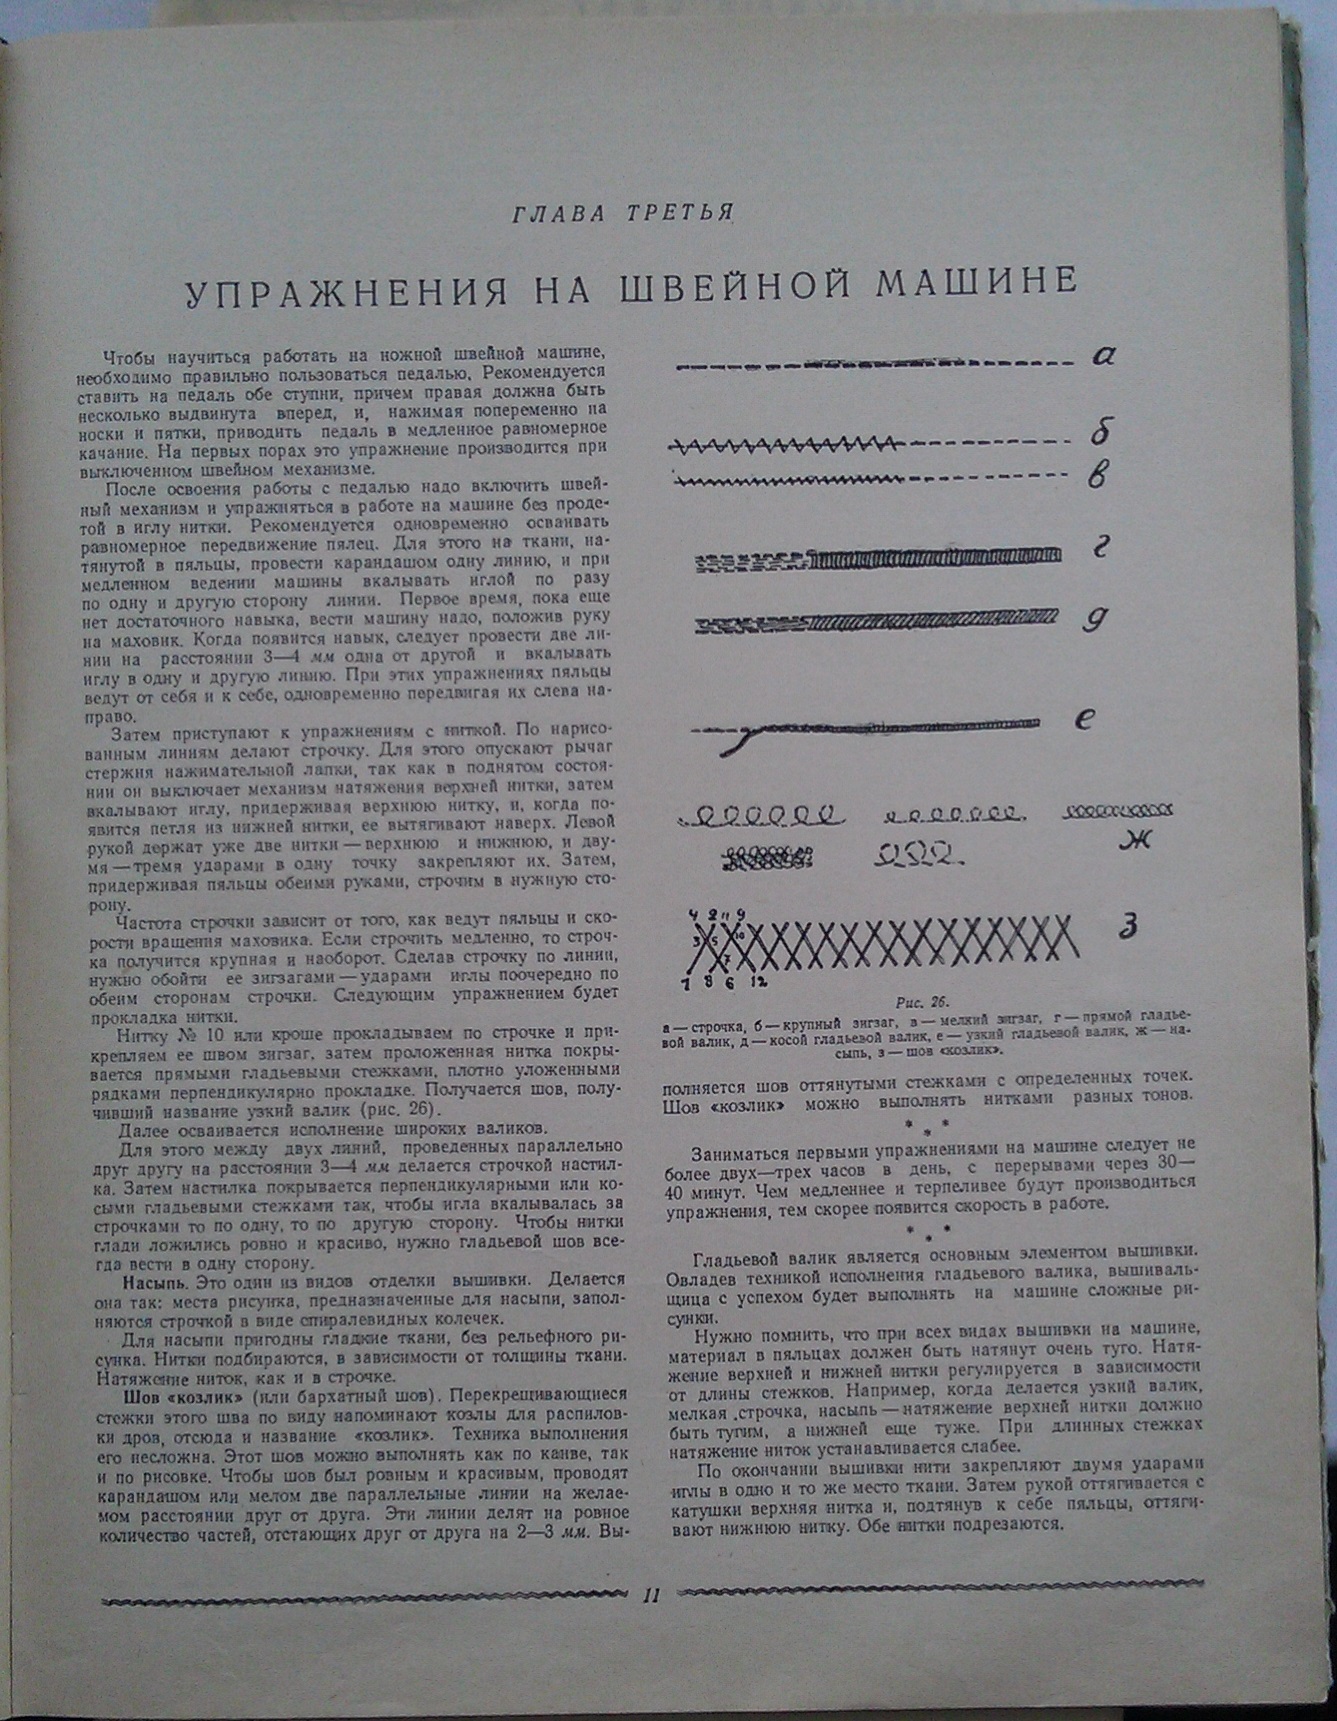 ГЛАВА ТРЕТЬЯ
УПРАЖНЕНИЯ НА ШВЕЙНОЙ МАШИНЕ
Чтобы научиться работать на ножной швейной машине,
необходимо правильно пользоваться педалью. Рекомендуется
ставить на педаль обе ступни, причем правая должна быть
несколько выдвинута вперед, и, нажимая попеременно на
носки и пятки, приводить педаль в медленное равномерное
качание. На первых порах это упражнение производится при
выключенном швейном механизме.
После освоения работы с педалью надо включить швей-
ный механизм и упражняться в работе на машине без проде-
той в иглу нитки. Рекомендуется одновременно осваивать
равномерное передвижение пялец. Для этого на ткани, на-
тянутой в пяльцы, провести карандашом одну линию, и при
медленном ведении машины вкалывать иглой по разу
по одну и другую сторону линии. Первое время, пока еще
нет достаточного навыка, вести машину надо, положив руку
на маховик. Когда появится навык, следует провести две ли-
нии на расстоянии 3—4 мм одна от другой и вкалывать
иглу в одну и другую линию. При этих упражнениях пяльцы
ведут от себя и к себе, одновременно передвигая их слева на-
право.
Затем приступают к упражнениям с ниткой. По нарисо-
ванным линиям делают строчку. Для этого опускают рычаг
стержня нажимательной лапки, так как в поднятом состоя-
нии он выключает механизм натяжения верхней нитки, затем
вкалывают иглу, придерживая верхнюю нитку, и, когда по-
явится петля из нижней нитки, ее вытягивают наверх. Левой
рукой держат уже две нитки — верхнюю и нижнюю, и дву-
мя — тремя ударами в одну точку закрепляют их. Затем,
придерживая пяльцы обеими руками, строчим в нужную сто-
рону.
Частота строчки зависит от того, как ведут пяльцы и ско-
рости вращения маховика. Если строчить медленно, то строч-
ка получится крупная и наоборот. Сделав строчку по линии,
нужно обойти ее зигзагами — ударами иглы поочередно по
обеим сторонам строчки. Следующим упражнением будет
прокладка нитки.
Нитку № 10 или кроше прокладываем по строчке и при-
крепляем ее швом зигзаг, затем проложенная нитка покры-
вается прямыми гладьевыми стежками, плотно уложенными
рядками перпендикулярно прокладке. Получается шов, полу-
чивший название узкий валик (рис. 26).
Далее осваивается исполнение широких валиков.
Для этого между двух линий, проведенных параллельно
друг другу на расстоянии 3—4 мм делается строчкой настил-
ка. Затем настилка покрывается перпендикулярными или ко-
сыми гладьевыми стежками так, чтобы игла вкалывалась за
строчками то по одну, то по другую сторону. Чтобы нитки
глади ложились ровно и красиво, нужно гладьевой шов все-
гда вести в одну сторону.
Насыпь. Это один из видов отделки вышивки. Делается
она так: места рисунка, предназначенные для насыпи, запол-
няются строчкой в виде спиралевидных колечек.
Для насыпи пригодны гладкие ткани, без рельефного ри-
сунка. Нитки подбираются, в зависимости от толщины ткани.
Натяжение ниток, как и в строчке.
Шов «козлик» (или бархатный шов). Перекрещивающиеся
стежки этого шва по виду напоминают козлы для распилов-
ки дров, отсюда и название «козлик». Техника выполнения
его несложна. Этот шов можно выполнять как по канве, так
и по рисовке. Чтобы шов был ровным и красивым, проводят
карандашом или мелом две параллельные линии на желае-
мом расстоянии друг от друга. Эти линии делят на ровное
количество частей, отстающих друг от друга на 2—3 мм. Вы-
а
б
в
г
д
е
ж
4 2 11 9
з
3 5 10
7
1 8 6 12
Рис. 26.
а — строчка, б — крупный зигзаг, в — мелкий зигзаг, г — прямой гладье-
вой валик, д — косой гладьевой валик, е — узкий гладьевой валик, ж — на-
сыпь, з — шов «козлик».
полняется шов оттянутыми стежками с определенных точек.
Шов «козлик» можно выполнять нитками разных тонов.
* * *
Заниматься первыми упражнениями на машине следует не
более двух—трех часов в день, с перерывами через 30—
40 минут. Чем медленнее и терпеливее будут производиться
упражнения, тем скорее появится скорость в работе.
* * *
Гладьевой валик является основным элементом вышивки.
Овладев техникой исполнения гладьевого валика, вышиваль-
щица с успехом будет выполнять на машине сложные ри-
сунки.
Нужно помнить, что при всех видах вышивки на машине,
материал в пяльцах должен быть натянут очень туго. Натя-
жение верхней и нижней нитки регулируется в зависимости
от длины стежков. Например, когда делается узкий валик,
мелкая строчка, насыпь — натяжение верхней нитки должно
быть тугим, а нижней еще туже. При длинных стежках
натяжение ниток устанавливается слабее.
По окончании вышивки нити закрепляют двумя ударами
иглы в одно и то же место ткани. Затем рукой оттягивается с
катушки верхняя нитка и, подтянув к себе пяльцы, оттяги-
вают нижнюю нитку. Обе нитки подрезаются.
11